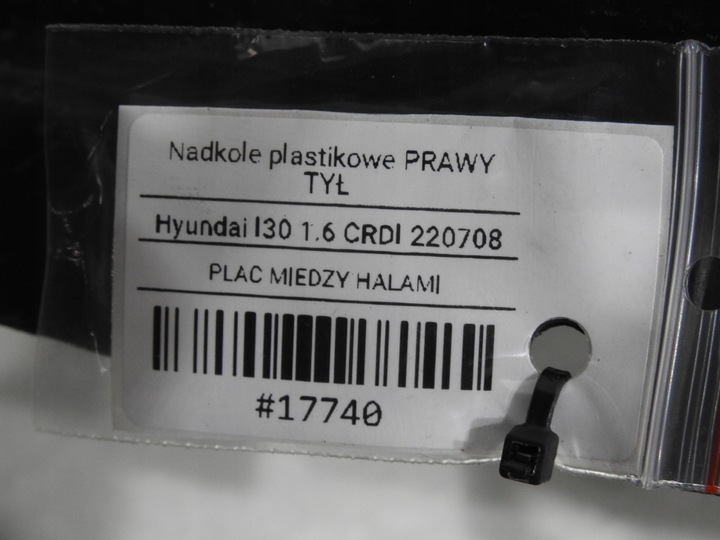 Nadkole plastikowe PRAWY
TYŁ
Hyundai I30 1.6 CRDI 220708
PLAC MIEDZY HALAMI
#17740